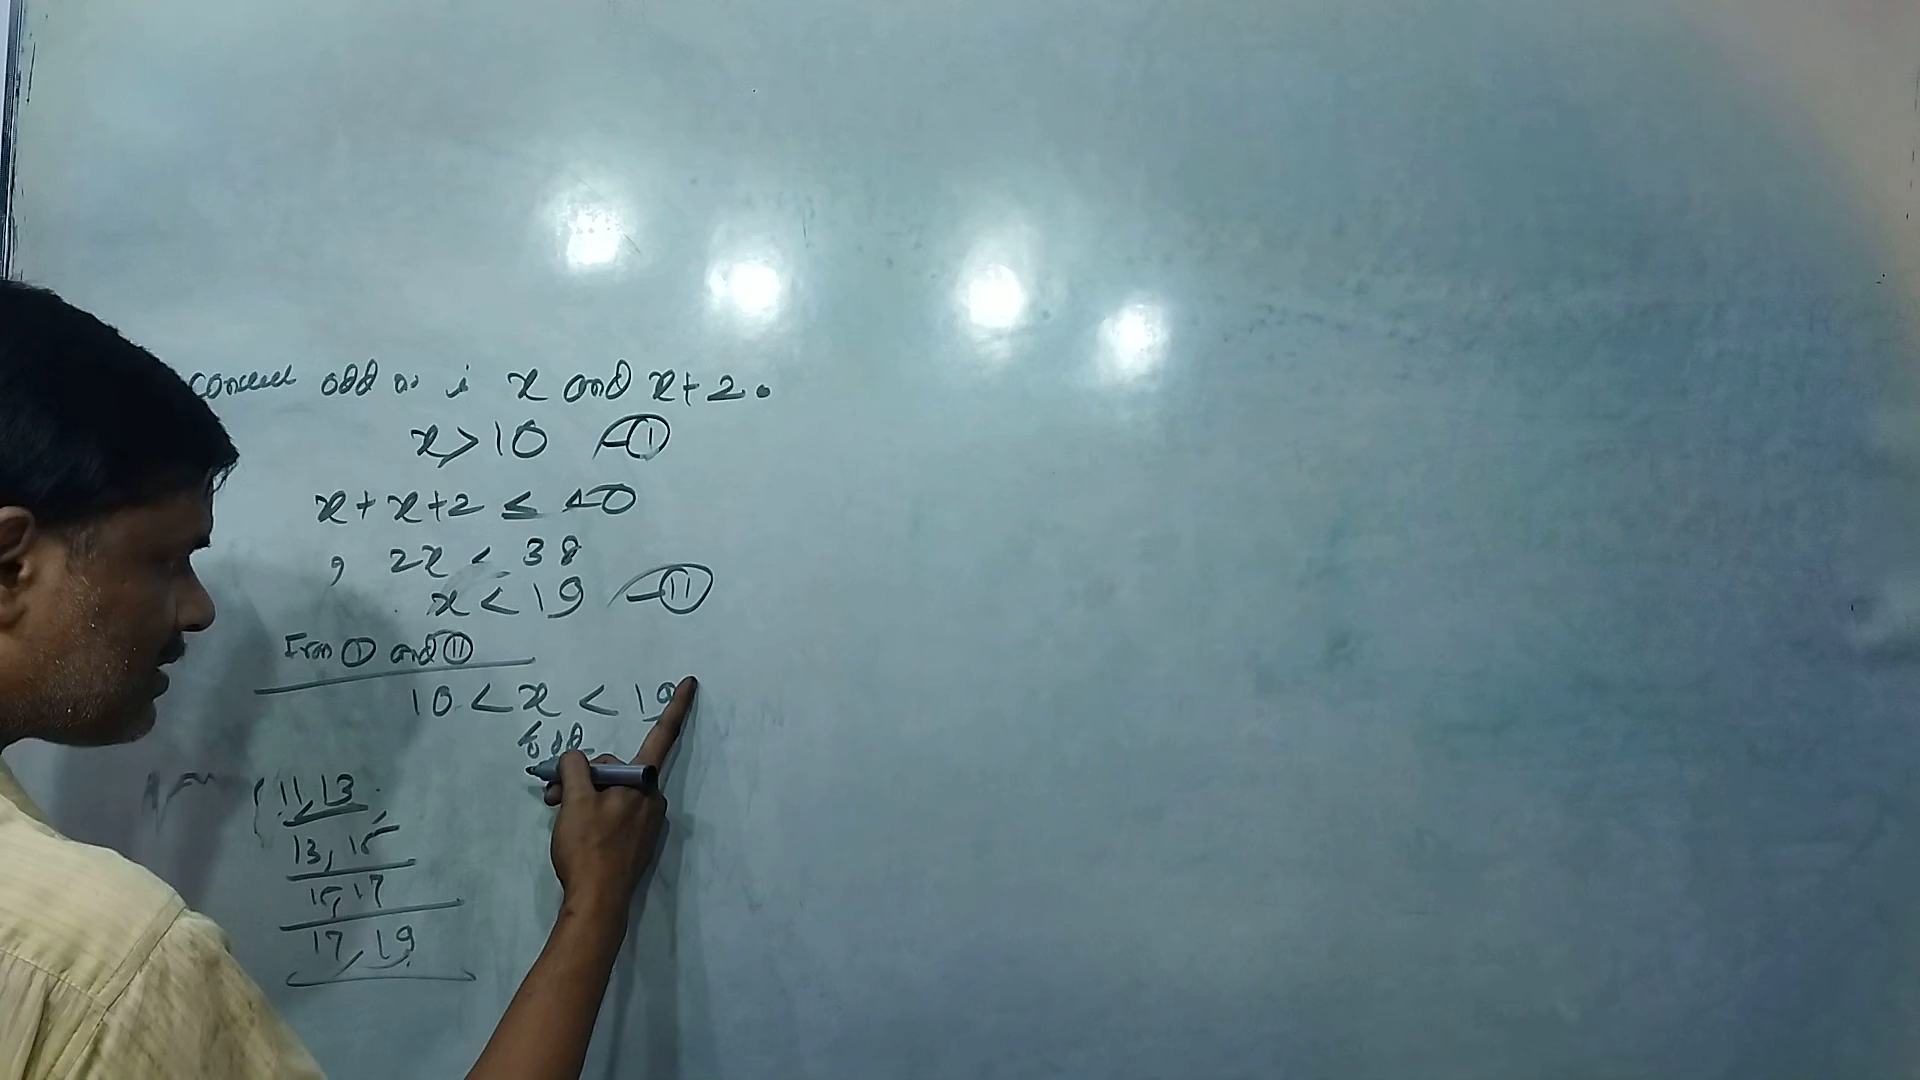 consecu odd no is x and x+2.
x>10 —(I)
x+x+2 ≤ 40
, 2x < 38
x < 19 —(II)
From (I) and (II)
10 < x < 19
odd
11, 13,
13, 15
15, 17
17, 19